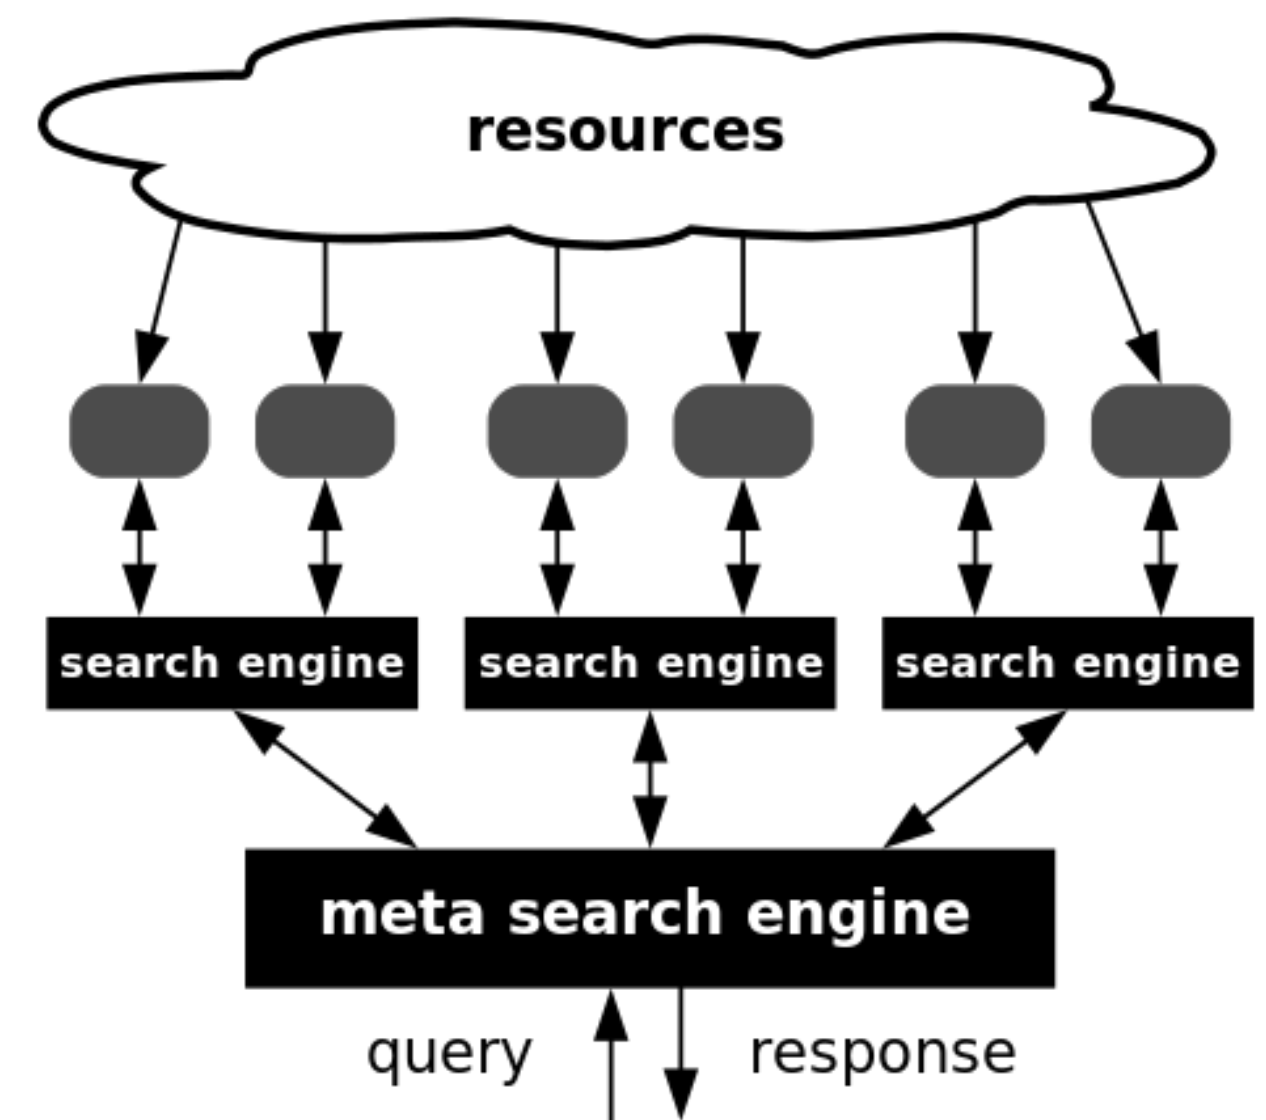 resources
search engine
search engine
search engine
meta search engine
query
response